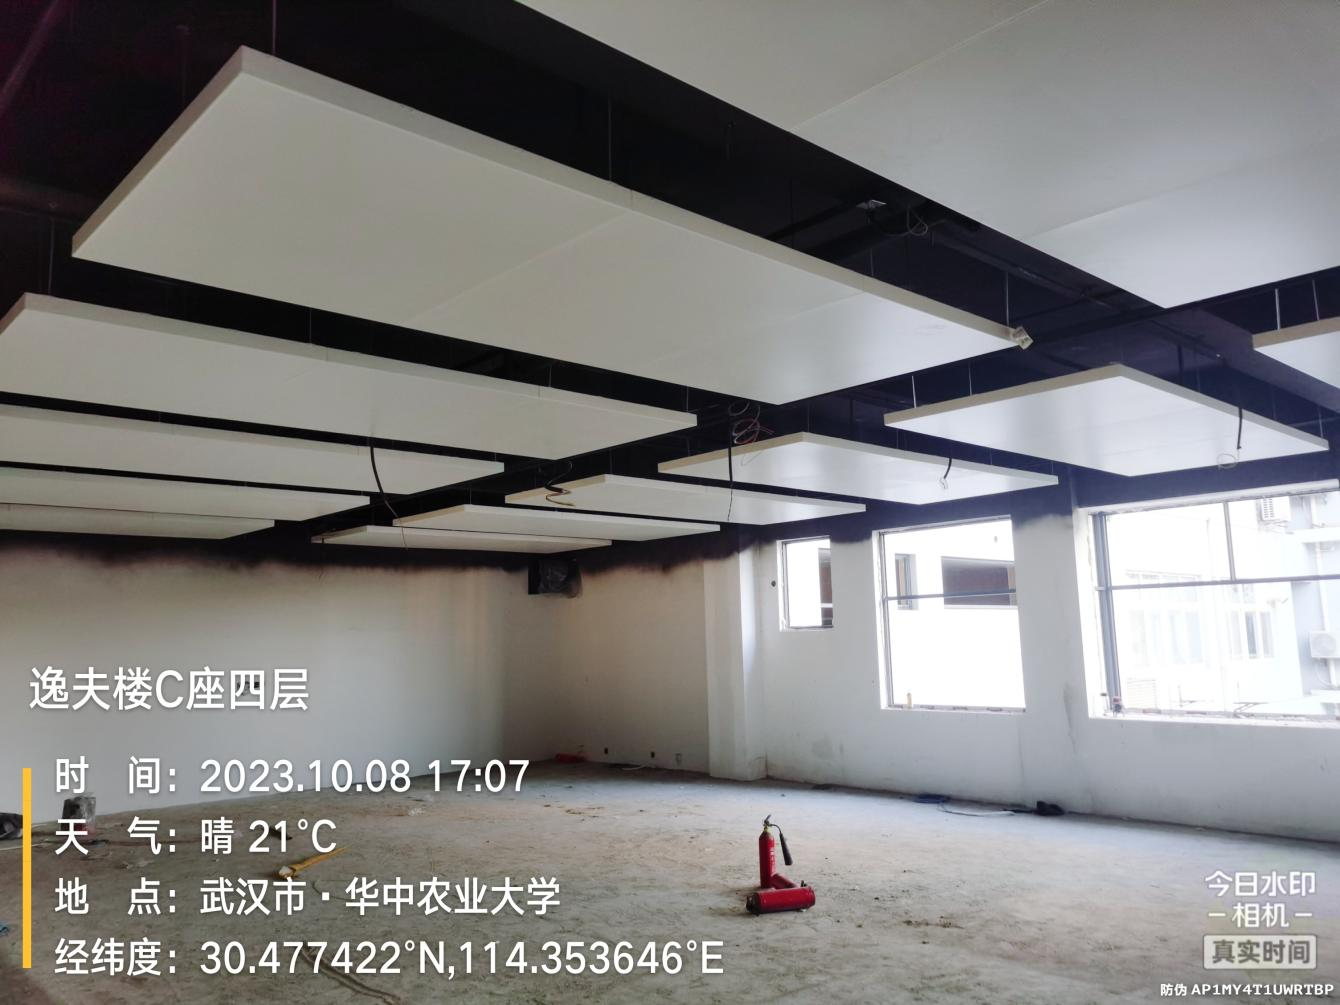 逸夫楼C座四层
时 间：2023.10.08 17:07
天 气：晴 21℃
地 点：武汉市·华中农业大学
经纬度：30.477422°N,114.353646°E
今日水印
-相机-
真实时间
防伪 AP1MY4T1UWRTBP